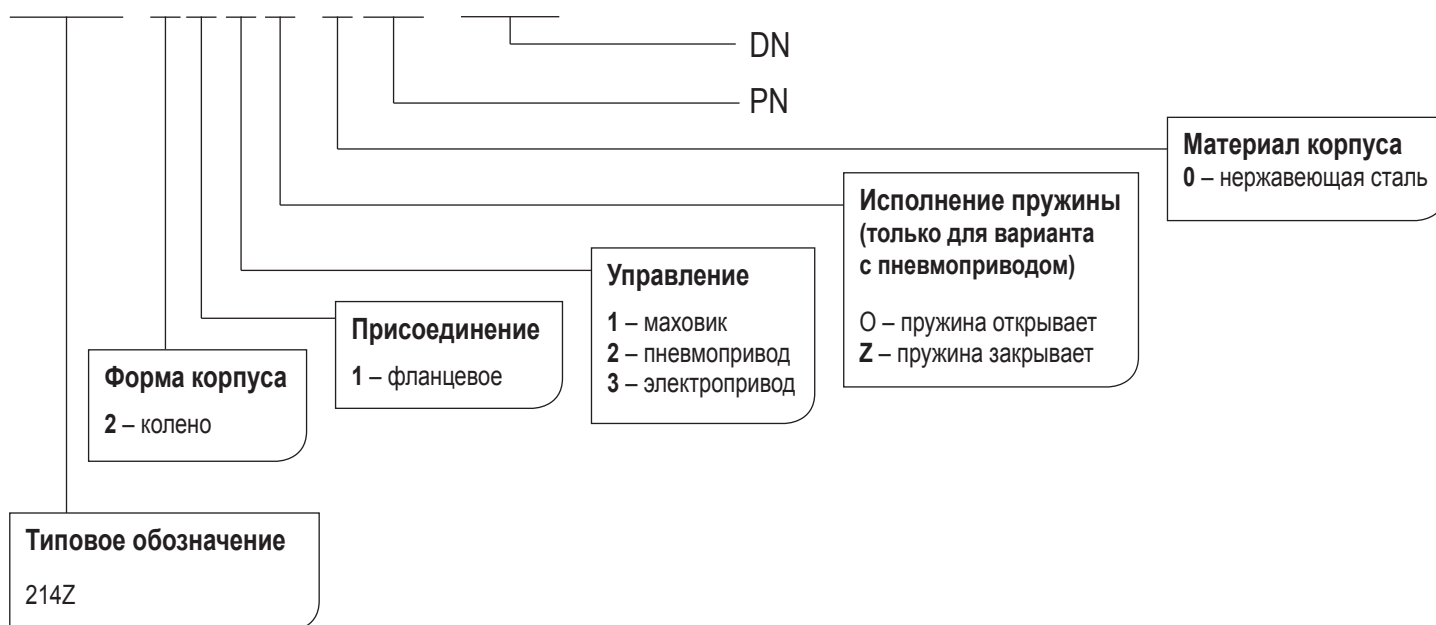 DN
PN
Материал корпуса
0 – нержавеющая сталь
Исполнение пружины
(только для варианта
с пневмоприводом)
O – пружина открывает
Z – пружина закрывает
Управление
1 – маховик
2 – пневмопривод
3 – электропривод
Присоединение
1 – фланцевое
Форма корпуса
2 – колено
Типовое обозначение
214Z